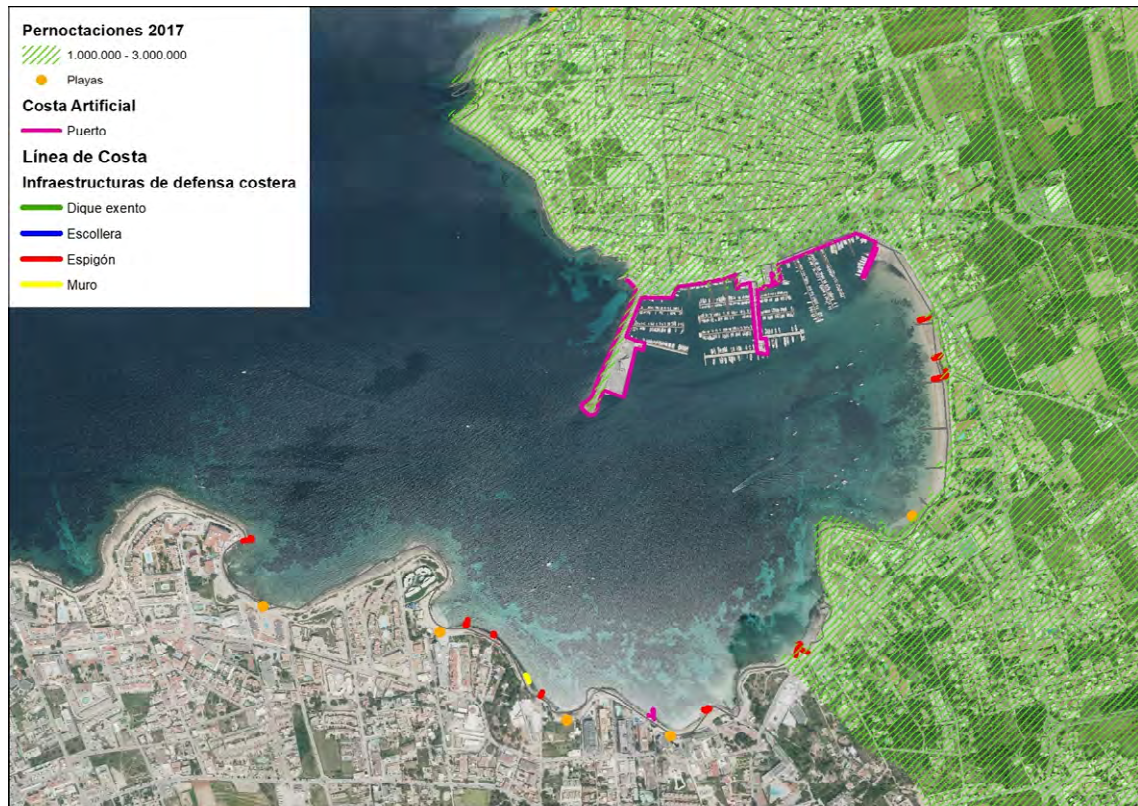 Pernoctaciones 2017
1.000.000 - 3.000.000
Playas
Costa Artificial
Puerto
Línea de Costa
Infraestructuras de defensa costera
Dique exento
Escollera
Espigón
Muro